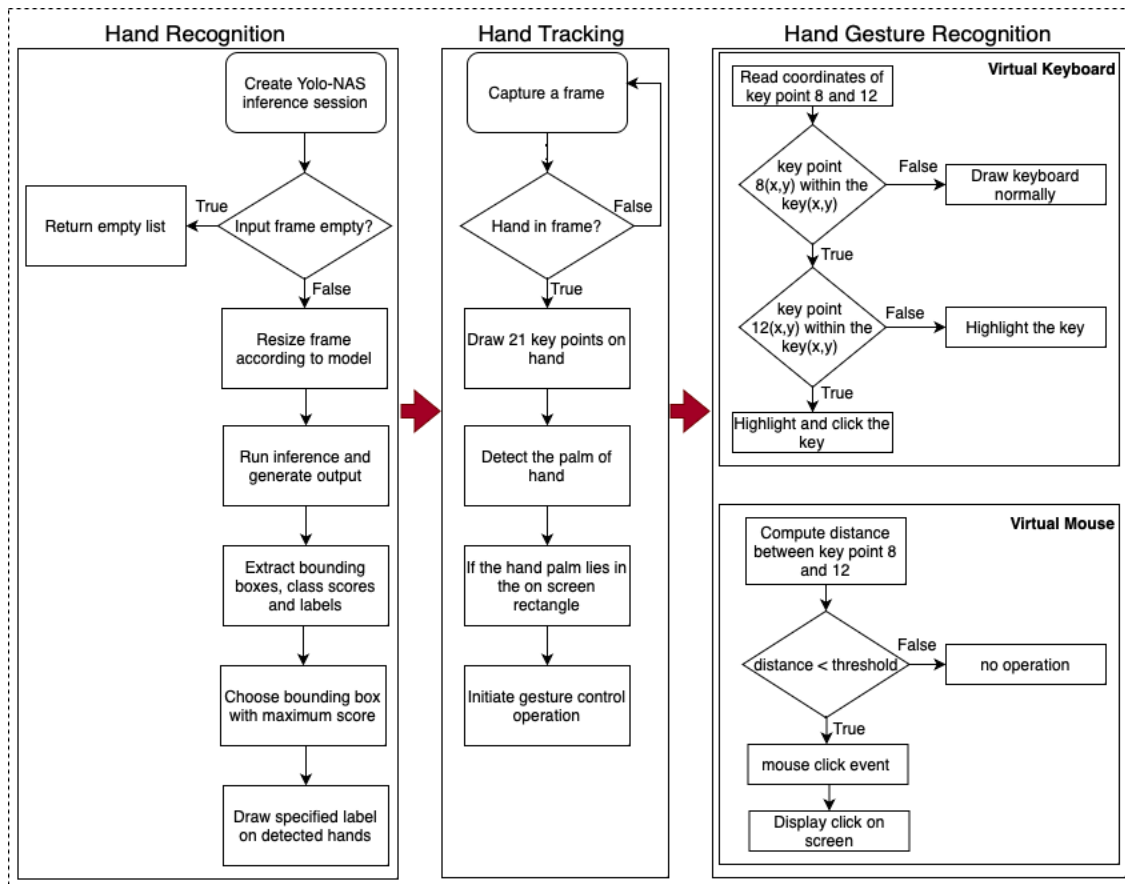 Hand Recognition
Create Yolo-NAS
inference session
Input frame empty?
True
Return empty list
False
Resize frame
according to model
Run inference and
generate output
Extract bounding
boxes, class scores
and labels
Choose bounding box
with maximum score
Draw specified label
on detected hands
Hand Tracking
Capture a frame
Hand in frame?
False
True
Draw 21 key points on
hand
Detect the palm of
hand
If the hand palm lies in
the on screen
rectangle
Initiate gesture control
operation
Hand Gesture Recognition
Virtual Keyboard
Read coordinates of
key point 8 and 12
key point
8(x,y) within the
key(x,y)
False
Draw keyboard
normally
True
key point
12(x,y) within the
key(x,y)
False
Highlight the key
True
Highlight and click the
key
Virtual Mouse
Compute distance
between key point 8
and 12
distance < threshold
False
no operation
True
mouse click event
Display click on
screen